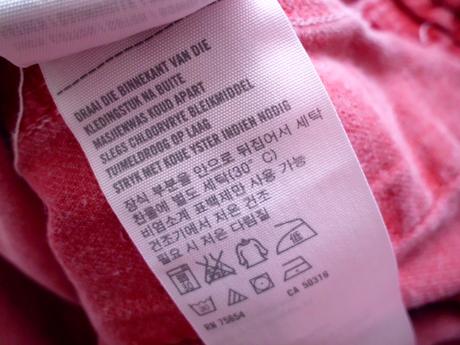 DRAAI DIE BINNEKANT VAN DIE
KLEDINGSTUK NA BUITE
MASJIENWAS KOUD APART
SLEGS CHLOORVRYE BLEIKMIDDEL
TUIMELDROOG OP LAAG
STRYK MET KOUE YSTER INDIEN NODIG
장식 부분을 안으로 뒤집어서 세탁
찬물에 별도 세탁(30° C)
비염소계 표백제만 사용 가능
건조기에서 저온 건조
필요 시 저온 다림질
저
RN 75654 CA 50316